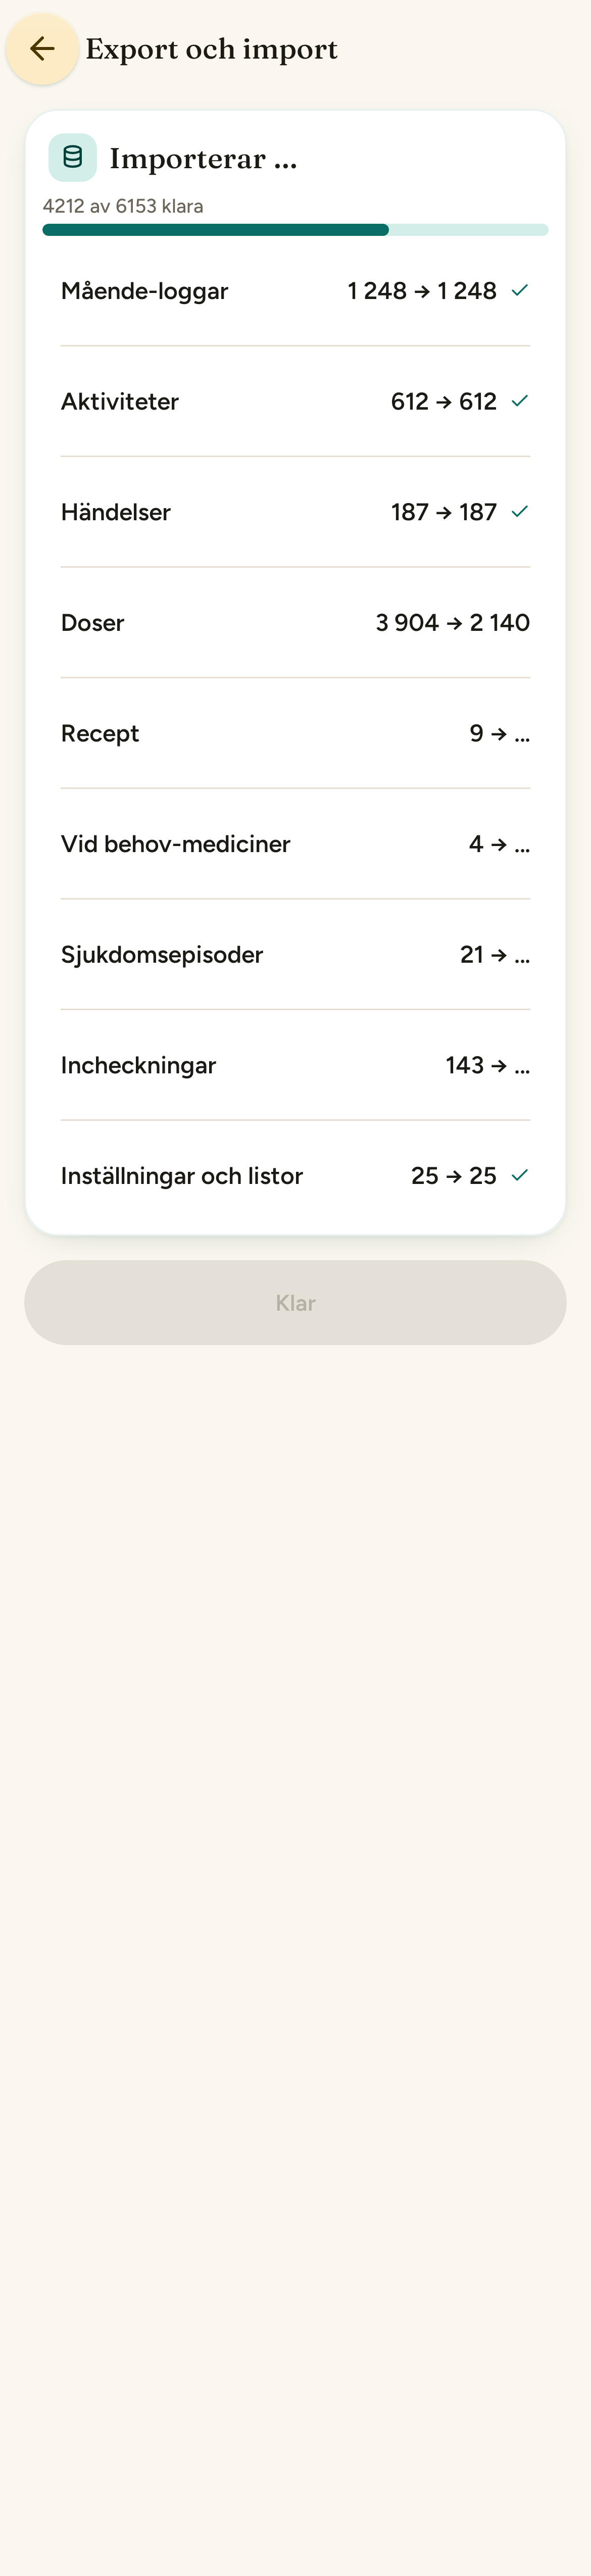 Export och import
Importerar ...
4212 av 6153 klara
Mående-loggar 1 248 → 1 248 ✓
Aktiviteter 612 → 612 ✓
Händelser 187 → 187 ✓
Doser 3 904 → 2 140
Recept 9 → ...
Vid behov-mediciner 4 → ...
Sjukdomsepisoder 21 → ...
Incheckningar 143 → ...
Inställningar och listor 25 → 25 ✓
Klar